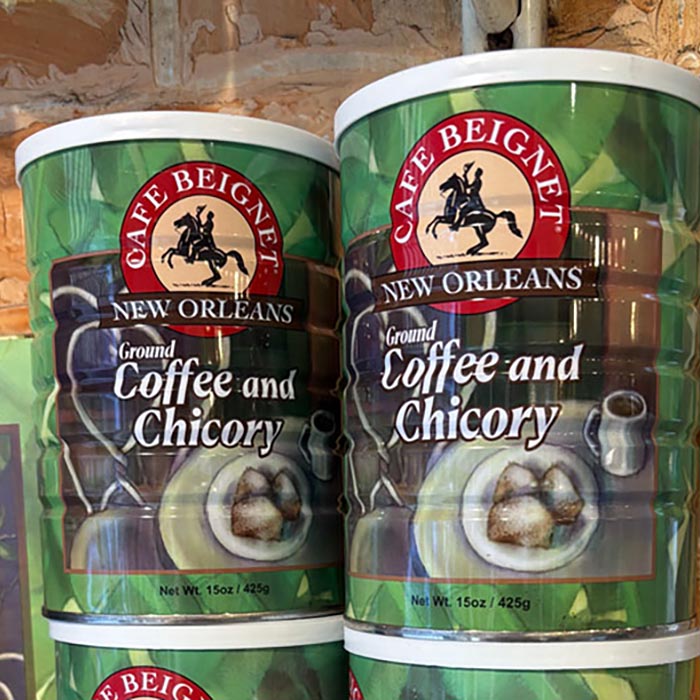 CAFE BEIGNET
NEW ORLEANS
Ground
Coffee and
Chicory
Net Wt. 15oz / 425g
CAFE BEIGNET®
NEW ORLEANS
Ground
Coffee and
Chicory
Net Wt. 15oz / 425g
E BEIG